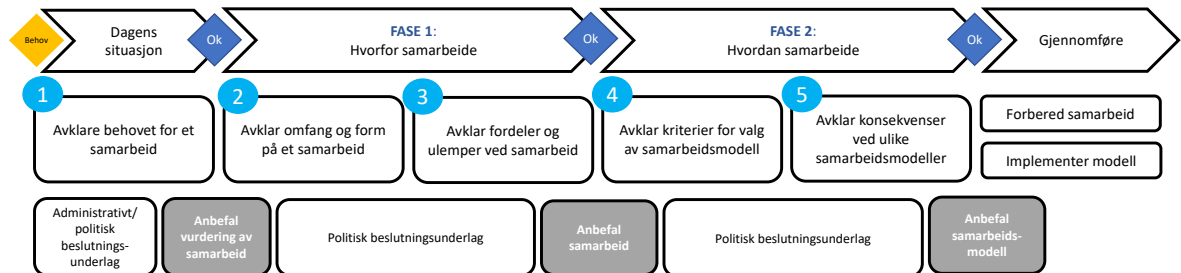 Behov
Dagens
situasjon
Ok
FASE 1:
Hvorfor samarbeide
Ok
FASE 2:
Hvordan samarbeide
Ok
Gjennomføre
1
Avklare behovet for et
samarbeid
2
Avklar omfang og form
på et samarbeid
3
Avklar fordeler og
ulemper ved samarbeid
4
Avklar kriterier for valg
av samarbeidsmodell
5
Avklar konsekvenser
ved ulike
samarbeidsmodeller
Forbered samarbeid
Implementer modell
Administrativt/
politisk
beslutnings-
underlag
Anbefal
vurdering av
samarbeid
Politisk beslutningsunderlag
Anbefal
samarbeid
Politisk beslutningsunderlag
Anbefal
samarbeids-
modell